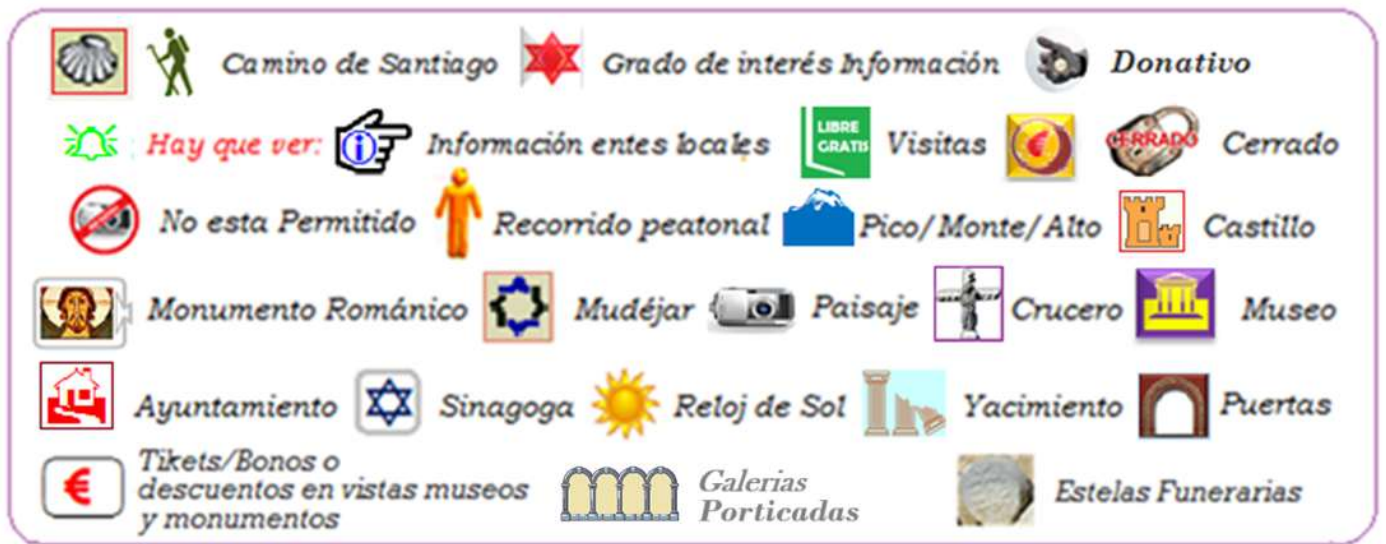 Camino de Santiago Grado de interés Información Donativo
: Hay que ver: i Información entes locales LIBRE GRATIS Visitas € CERRADO Cerrado
No esta Permitido Recorrido peatonal Pico/Monte/Alto Castillo
Monumento Románico Mudéjar Paisaje Crucero Museo
Ayuntamiento Sinagoga Reloj de Sol Yacimiento Puertas
€ Tikets/Bonos o
descuentos en vistas museos
y monumentos
Galerias
Porticadas
Estelas Funerarias